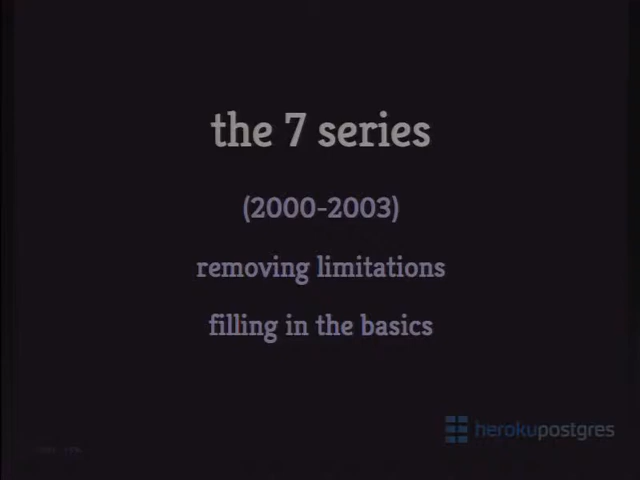 the 7 series
(2000-2003)
removing limitations
filling in the basics
herokupostgres